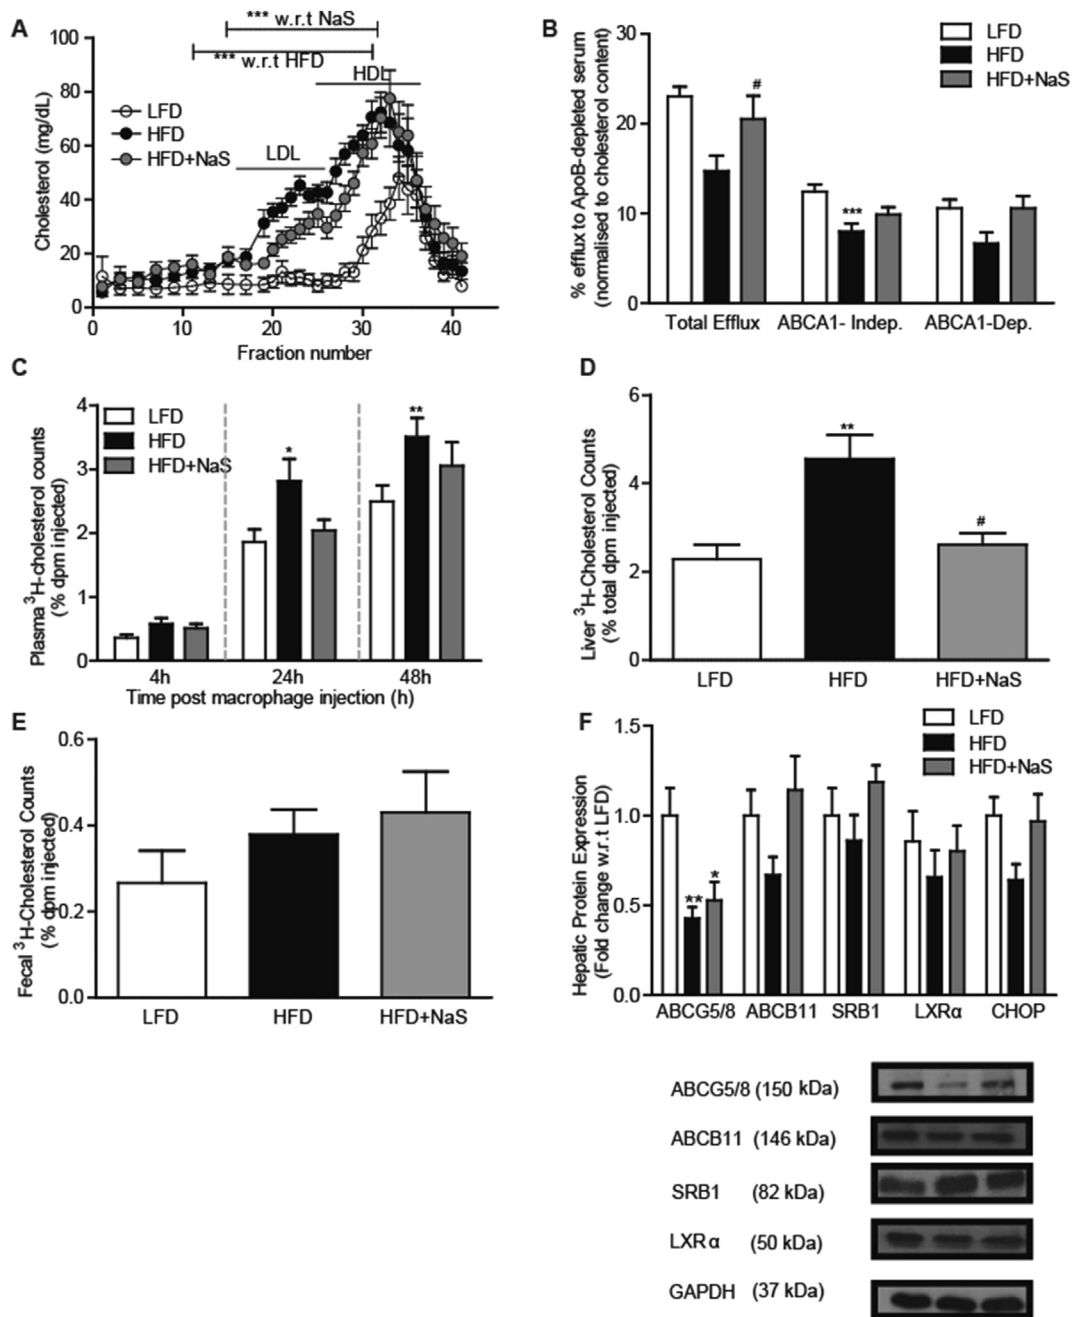 A
*** w.r.t NaS
*** w.r.t HFD
HDL
LDL
LFD
HFD
HFD+NaS
Cholesterol (mg/dL)
100
80
60
40
20
0
0 10 20 30 40
Fraction number
B
LFD
HFD
HFD+NaS
% efflux to ApoB-depleted serum
(normalised to cholesterol content)
30
20
10
0
#
***
Total Efflux ABCA1- Indep. ABCA1-Dep.
C
LFD
HFD
HFD+NaS
Plasma ³H-cholesterol counts
(% dpm injected)
4
3
2
1
0
*
**
4h 24h 48h
Time post macrophage injection (h)
D
Liver ³H-Cholesterol Counts
(% total dpm injected)
6
4
2
0
**
#
LFD HFD HFD+NaS
E
Fecal ³H-Cholesterol Counts
(% dpm injected)
0.6
0.4
0.2
0.0
LFD HFD HFD+NaS
F
LFD
HFD
HFD+NaS
Hepatic Protein Expression
(Fold change w.r.t LFD)
1.5
1.0
0.5
0.0
**
*
ABCG5/8 ABCB11 SRB1 LXRα CHOP
ABCG5/8 (150 kDa)
ABCB11 (146 kDa)
SRB1 (82 kDa)
LXRα (50 kDa)
GAPDH (37 kDa)